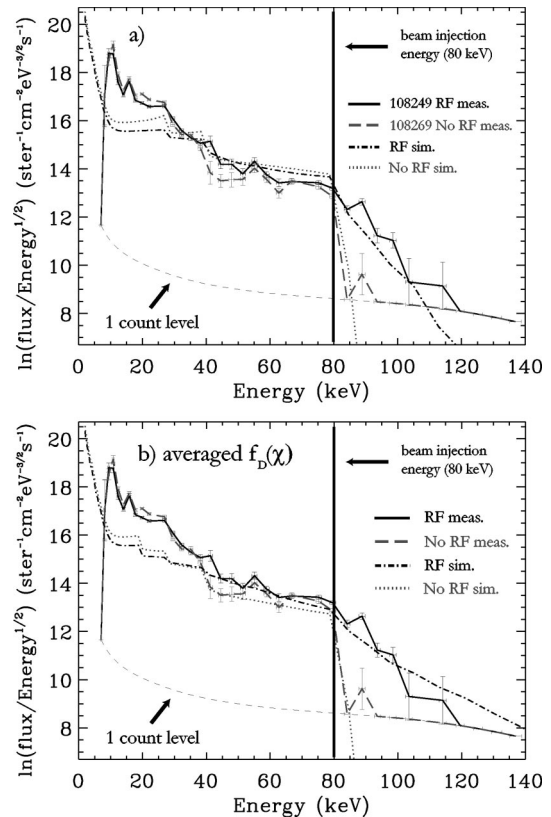 a)
beam injection
energy (80 keV)
108249 RF meas.
108269 No RF meas.
RF sim.
No RF sim.
1 count level
ln(flux/Energy^1/2) (ster^−1cm^−2eV^−3/2s^−1)
20
18
16
14
12
10
8
0 20 40 60 80 100 120 140
Energy (keV)
b) averaged f_D(χ)
beam injection
energy (80 keV)
RF meas.
No RF meas.
RF sim.
No RF sim.
1 count level
ln(flux/Energy^1/2) (ster^−1cm^−2eV^−3/2s^−1)
20
18
16
14
12
10
8
0 20 40 60 80 100 120 140
Energy (keV)